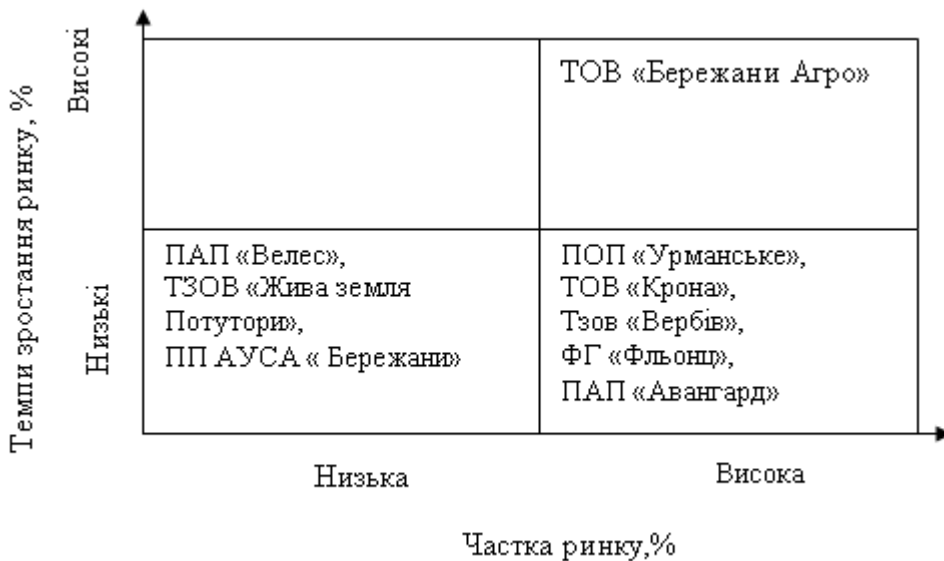 Темпи зростання ринку, %
Високі
Низькі
ТОВ «Бережани Агро»
ПАП «Велес»,
ТЗОВ «Жива земля
Потутори»,
ПП АУСА « Бережани»
ПОП «Урманське»,
ТОВ «Крона»,
Тзов «Вербів»,
ФГ «Фльонц»,
ПАП «Авангард»
Низька
Висока
Частка ринку,%